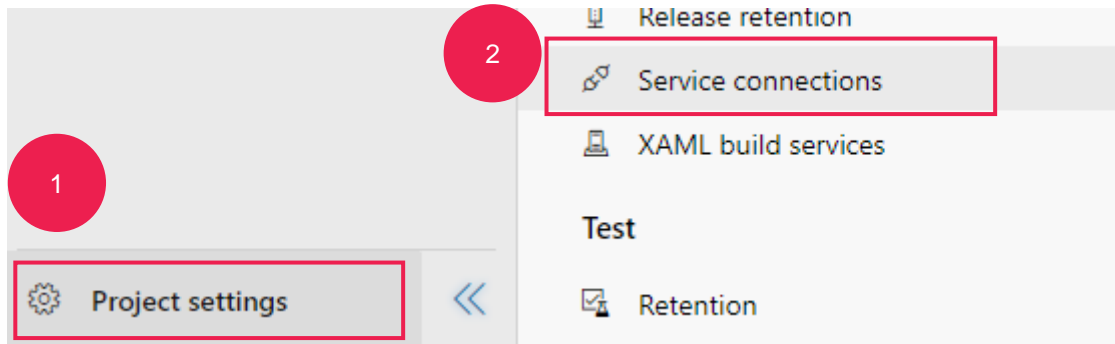 Release retention
2
Service connections
XAML build services
1
Test
Project settings
Retention